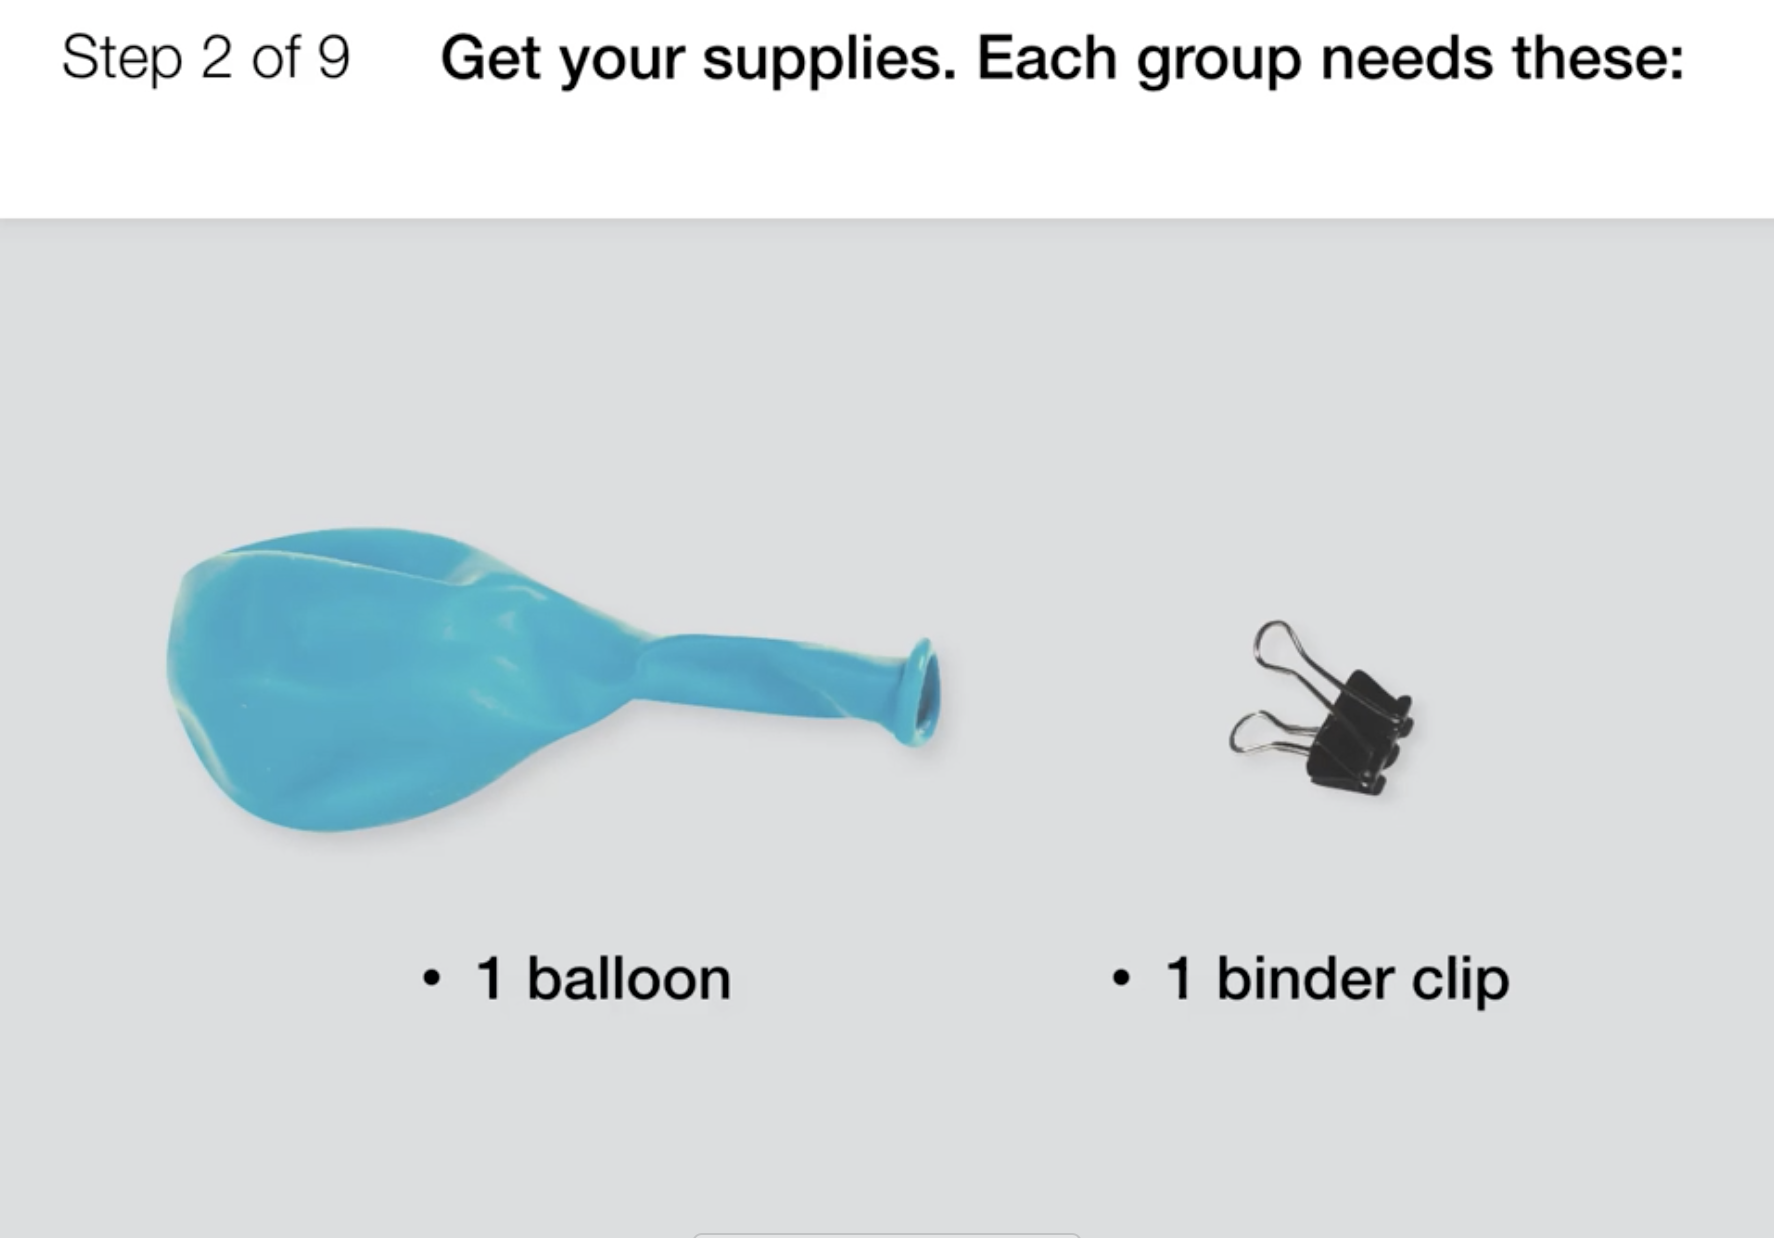 Step 2 of 9
Get your supplies. Each group needs these:
• 1 balloon
• 1 binder clip